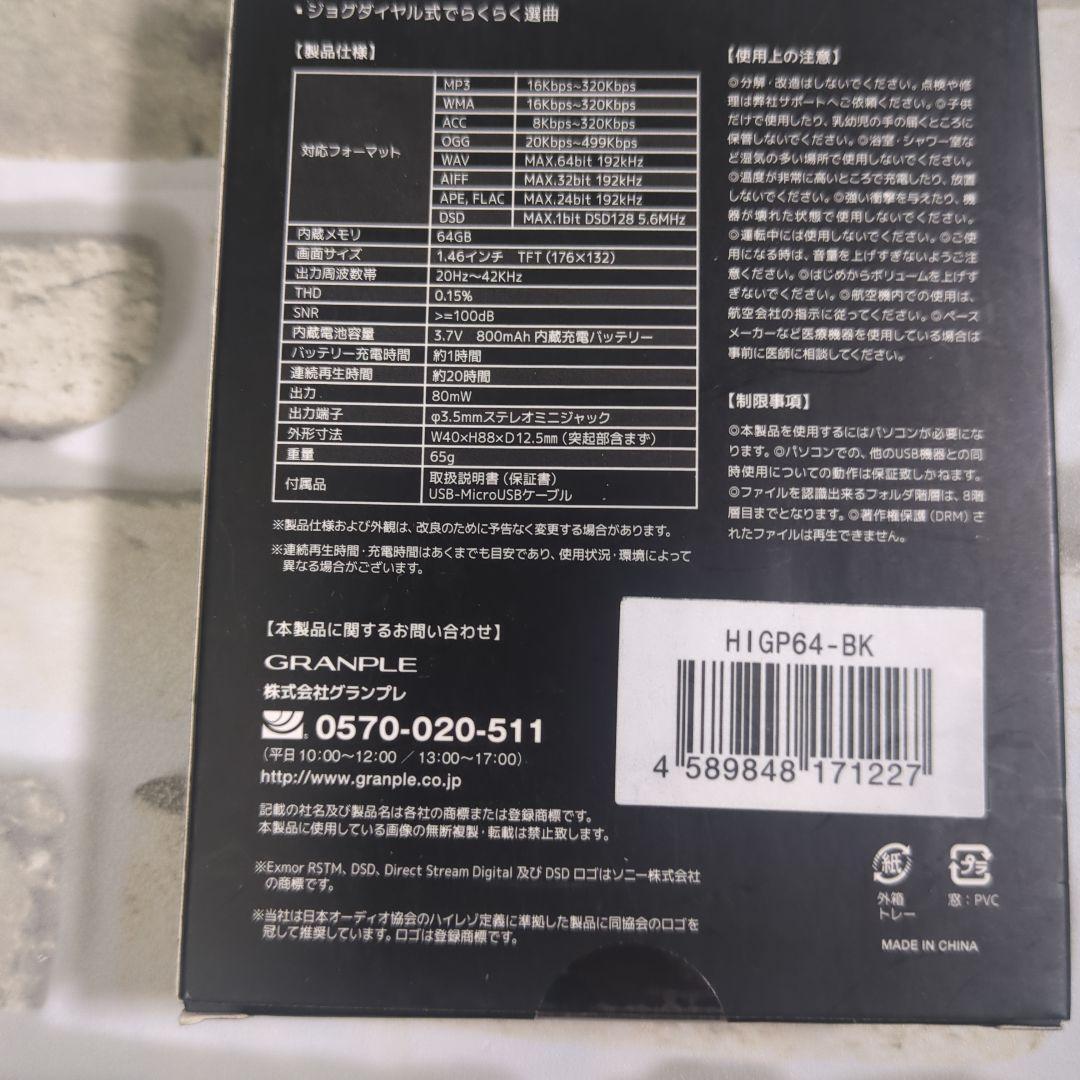 ・ジョグダイヤル式でらくらく選曲
【製品仕様】
対応フォーマット
MP3 16Kbps~320Kbps
WMA 16Kbps~320Kbps
ACC 8Kbps~320Kbps
OGG 20Kbps~499Kbps
WAV MAX.64bit 192kHz
AIFF MAX.32bit 192kHz
APE, FLAC MAX.24bit 192kHz
DSD MAX.1bit DSD128 5.6MHz
内蔵メモリ 64GB
画面サイズ 1.46インチ TFT(176×132)
出力周波数帯 20Hz~42KHz
THD 0.15%
SNR >=100dB
内蔵電池容量 3.7V 800mAh 内蔵充電バッテリー
バッテリー充電時間 約1時間
連続再生時間 約20時間
出力 80mW
出力端子 φ3.5mmステレオミニジャック
外形寸法 W40×H88×D12.5㎜(突起部含まず)
重量 65g
付属品 取扱説明書(保証書)
USB-MicroUSBケーブル
※製品仕様および外観は、改良のために予告なく変更する場合があります。
※連続再生時間・充電時間はあくまでも目安であり、使用状況・環境によって
異なる場合がございます。
【使用上の注意】
◎分解・改造はしないでください。点検や修
理は弊社サポートへご依頼ください。◎子供
だけで使用したり、乳幼児の手の届くところに
保管しないでください。◎浴室・シャワー室な
ど湿気の多い場所で使用しないでください。
◎温度が非常に高いところで充電したり、放置
しないでください。◎強い衝撃を与えたり、機
器が壊れた状態で使用しないでください。
◎運転中には使用しないでください。◎ご使
用になる時は、音量を上げすぎないようご注
意ください。◎はじめからボリュームを上げす
ぎないでください。◎航空機内での使用は、
航空会社の指示に従ってください。◎ペース
メーカーなど医療機器を使用している場合は
事前に医師に相談してください。
【制限事項】
◎本製品を使用するにはパソコンが必要にな
ります。◎パソコンでの、他のUSB機器との同
時使用についての動作は保証致しかねます。
◎ファイルを認識出来るフォルダ階層は、8階
層目までとなります。◎著作権保護(DRM)さ
れたファイルは再生できません。
【本製品に関するお問い合わせ】
GRANPLE
株式会社グランプレ
0570-020-511
(平日10:00~12:00 / 13:00~17:00)
http://www.granple.co.jp
記載の社名及び製品名は各社の商標または登録商標です。
本製品に使用している画像の無断複製・転載は禁止致します。
※Exmor RSTM、DSD、Direct Stream Digital 及び DSD ロゴはソニー株式会社
の商標です。
※当社は日本オーディオ協会のハイレゾ定義に準拠した製品に同協会のロゴを
冠して推奨しています。ロゴは登録商標です。
HIGP64-BK
4 589848 171227
紙
外箱
トレー
プラ
窓:PVC
MADE IN CHINA